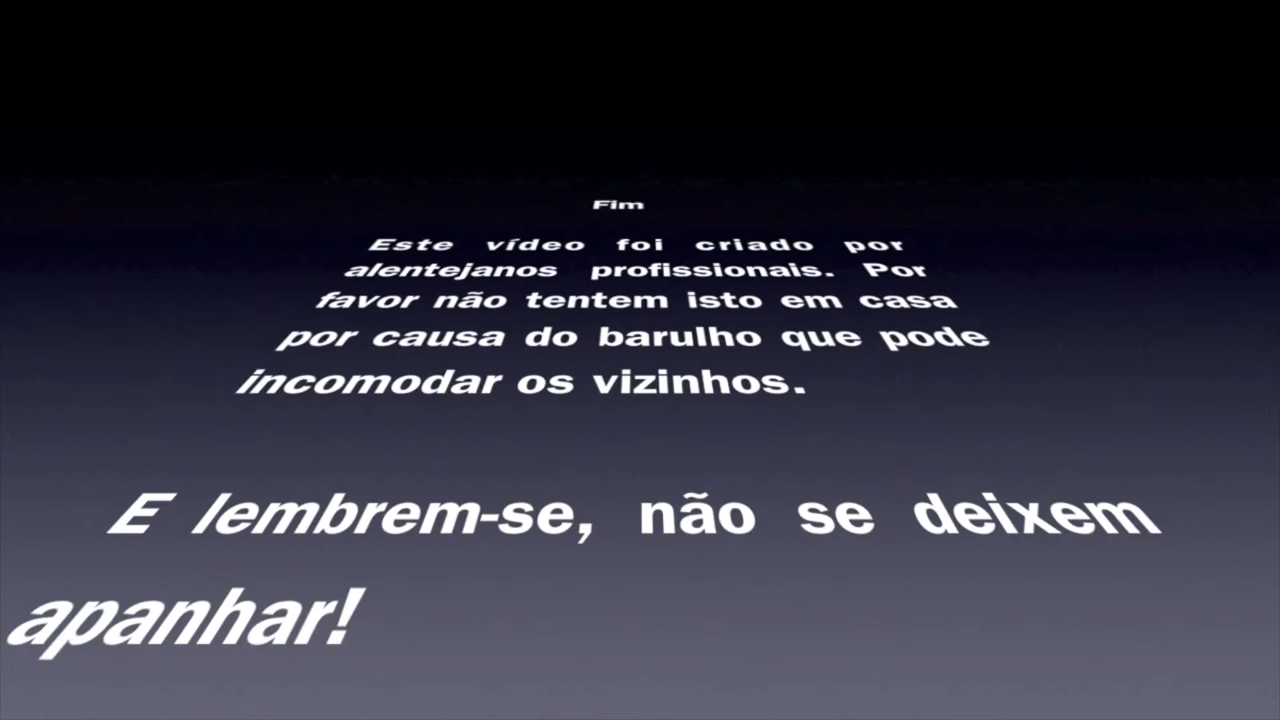 Fim
Este vídeo foi criado por
alentejanos profissionais. Por
favor não tentem isto em casa
por causa do barulho que pode
incomodar os vizinhos.
E lembrem-se, não se deixem
apanhar!